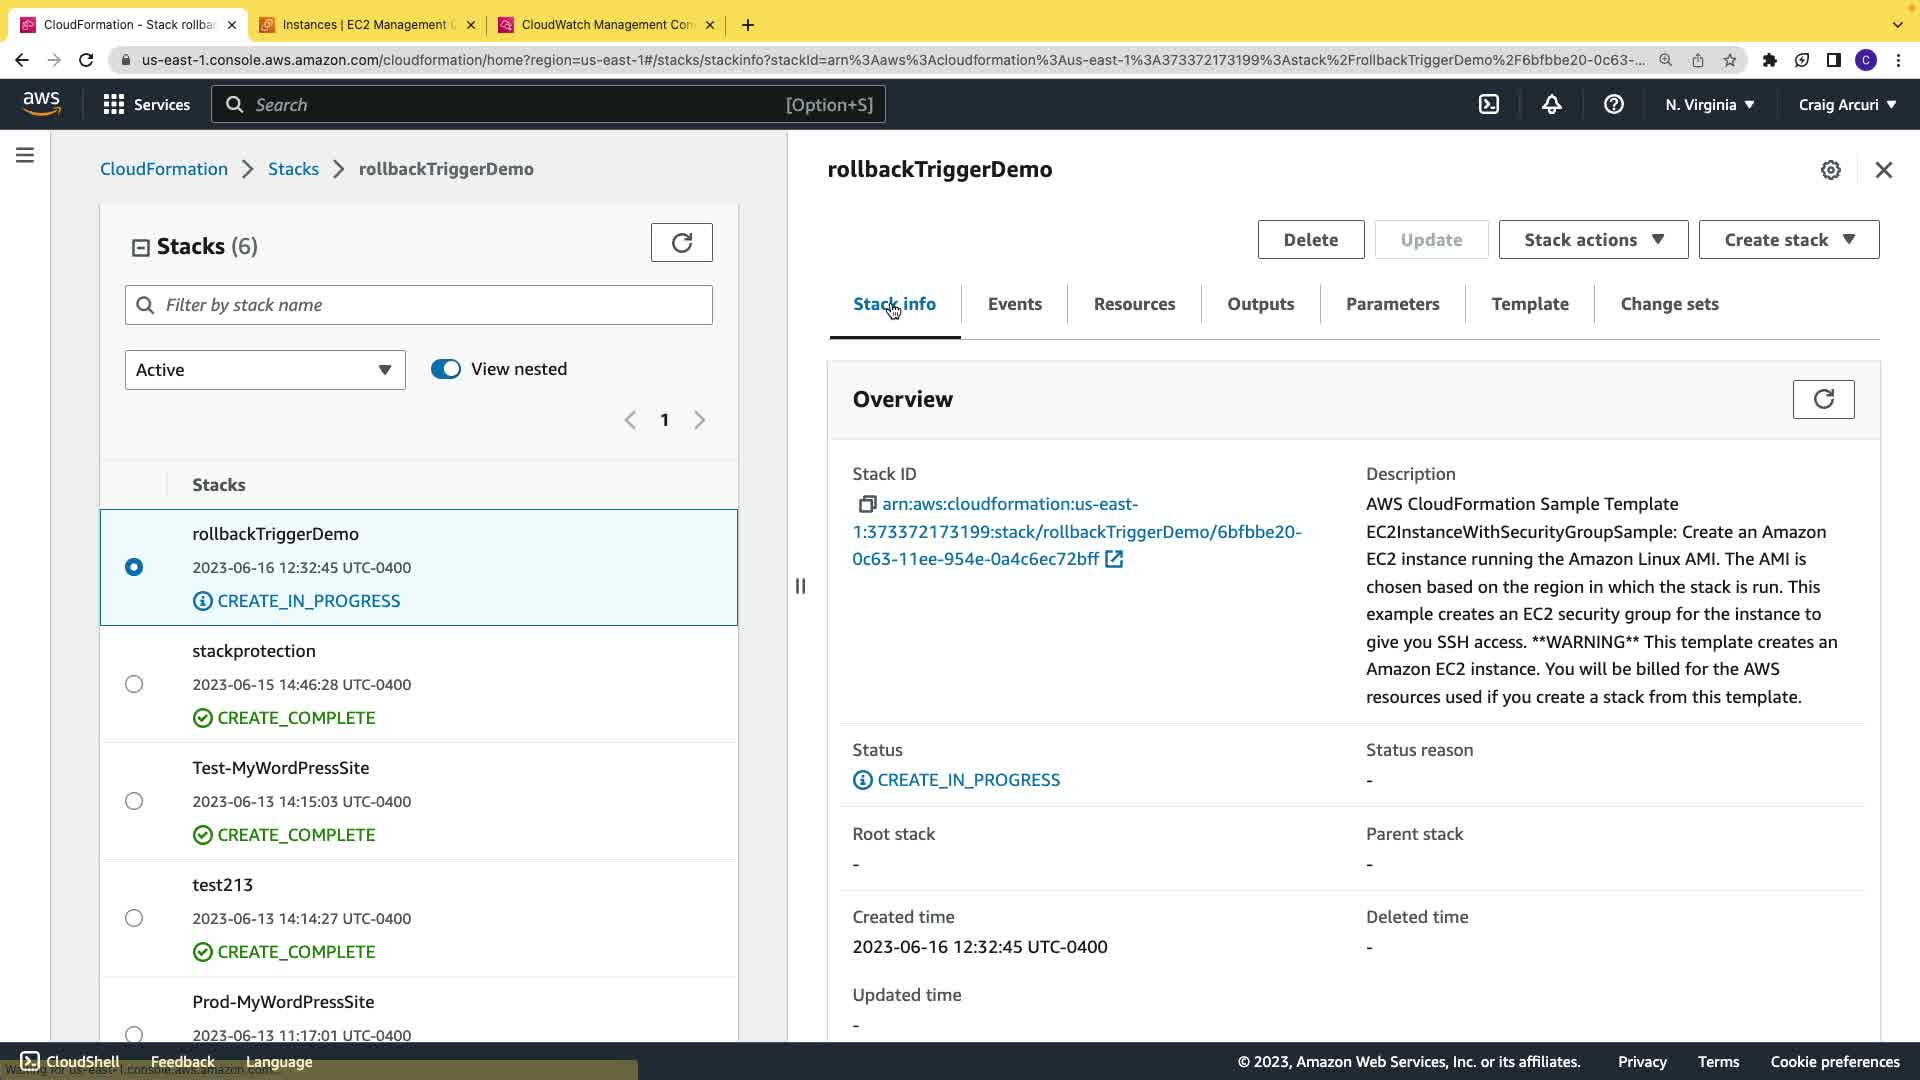 CloudFormation - Stack rollba
Instances | EC2 Management C
CloudWatch Management Con
us-east-1.console.aws.amazon.com/cloudformation/home?region=us-east-1#/stacks/stackinfo?stackId=arn%3Aaws%3Acloudformation%3Aus-east-1%3A373372173199%3Astack%2FrollbackTriggerDemo%2F6bfbbe20-0c63-...
C
aws
Services
Search
[Option+S]
N. Virginia
Craig Arcuri
CloudFormation
Stacks
rollbackTriggerDemo
Stacks (6)
Filter by stack name
Active
View nested
1
Stacks
rollbackTriggerDemo
2023-06-16 12:32:45 UTC-0400
CREATE_IN_PROGRESS
stackprotection
2023-06-15 14:46:28 UTC-0400
CREATE_COMPLETE
Test-MyWordPressSite
2023-06-13 14:15:03 UTC-0400
CREATE_COMPLETE
test213
2023-06-13 14:14:27 UTC-0400
CREATE_COMPLETE
Prod-MyWordPressSite
2023-06-13 11:17:01 UTC-0400
rollbackTriggerDemo
Delete
Update
Stack actions
Create stack
Stack info
Events
Resources
Outputs
Parameters
Template
Change sets
Overview
Stack ID
arn:aws:cloudformation:us-east-
1:373372173199:stack/rollbackTriggerDemo/6bfbbe20-
0c63-11ee-954e-0a4c6ec72bff
Description
AWS CloudFormation Sample Template
EC2InstanceWithSecurityGroupSample: Create an Amazon
EC2 instance running the Amazon Linux AMI. The AMI is
chosen based on the region in which the stack is run. This
example creates an EC2 security group for the instance to
give you SSH access. **WARNING** This template creates an
Amazon EC2 instance. You will be billed for the AWS
resources used if you create a stack from this template.
Status
CREATE_IN_PROGRESS
Status reason
-
Root stack
-
Parent stack
-
Created time
2023-06-16 12:32:45 UTC-0400
Deleted time
-
Updated time
-
CloudShell
Feedback
Language
Waiting for us-east-1.console.aws.amazon.com...
© 2023, Amazon Web Services, Inc. or its affiliates.
Privacy
Terms
Cookie preferences